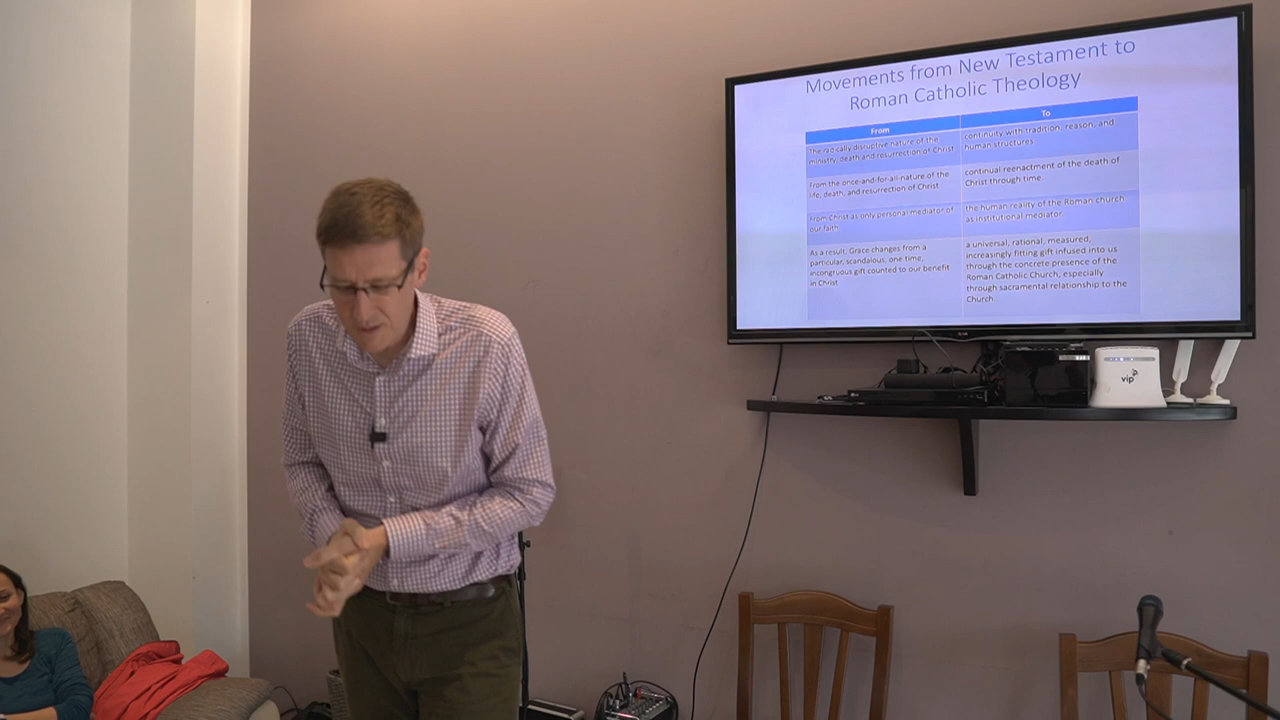 Movements from New Testament to
Roman Catholic Theology
From
To
The radically disruptive nature of the
ministry, death and resurrection of Christ
continuity with tradition, reason, and
human structures
From the once-and-for-all-nature of the
life, death, and resurrection of Christ
continual reenactment of the death of
Christ through time
From Christ as only personal mediator of
our faith
the human reality of the Roman church
as institutional mediator.
As a result, Grace changes from a
particular, scandalous, one time,
incongruous gift counted to our benefit
in Christ
a universal, rational, measured,
increasingly fitting gift infused into us
through the concrete presence of the
Roman Catholic Church, especially
through sacramental relationship to the
Church.
vip